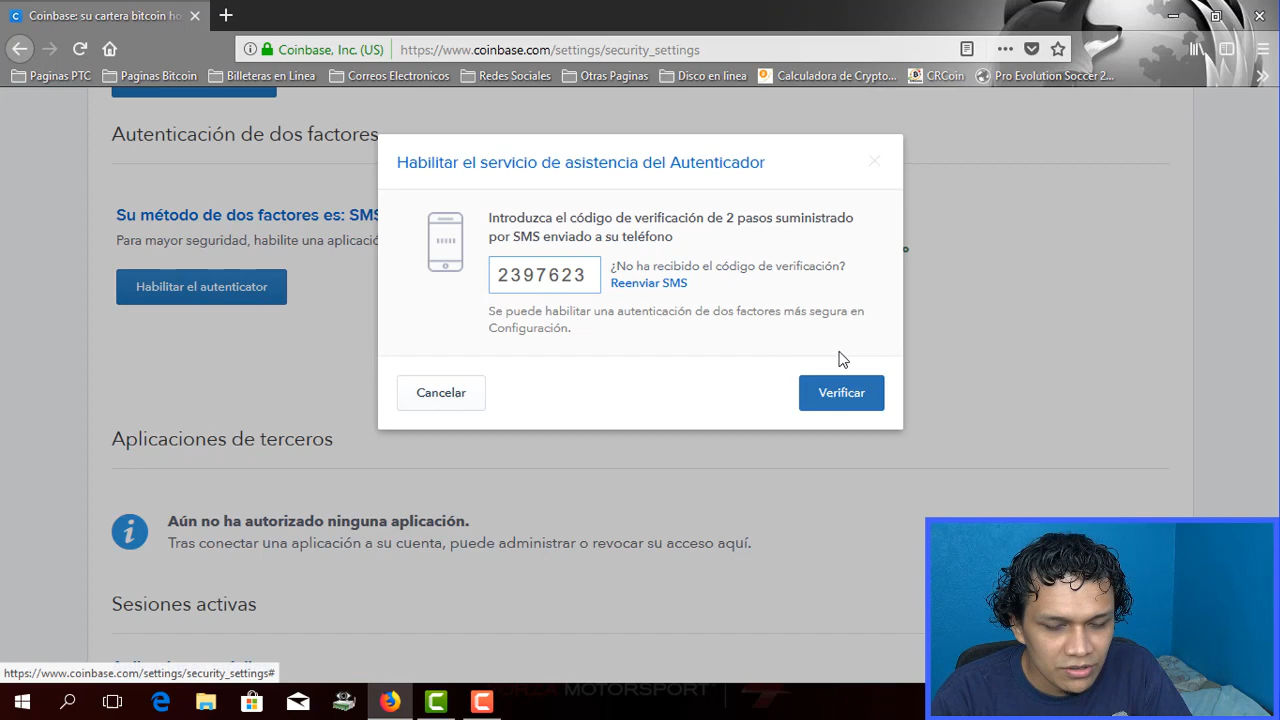 Coinbase: su cartera bitcoin ho
Coinbase, Inc. (US)
https://www.coinbase.com/settings/security_settings
Paginas PTC
Paginas Bitcoin
Billeteras en Linea
Correos Electronicos
Redes Sociales
Otras Paginas
Disco en linea
Calculadora de Crypto...
CRCoin
Pro Evolution Soccer 2...
Autenticación de dos factores
Habilitar el servicio de asistencia del Autenticador
Su método de dos factores es: SMS
Para mayor seguridad, habilite una aplicació
Habilitar el autenticator
Introduzca el código de verificación de 2 pasos suministrado
por SMS enviado a su teléfono
2397623
¿No ha recibido el código de verificación?
Reenviar SMS
Se puede habilitar una autenticación de dos factores más segura en
Configuración.
Cancelar
Verificar
Aplicaciones de terceros
Aún no ha autorizado ninguna aplicación.
Tras conectar una aplicación a su cuenta, puede administrar o revocar su acceso aquí.
Sesiones activas
https://www.coinbase.com/settings/security_settings#
MOTORSPORT